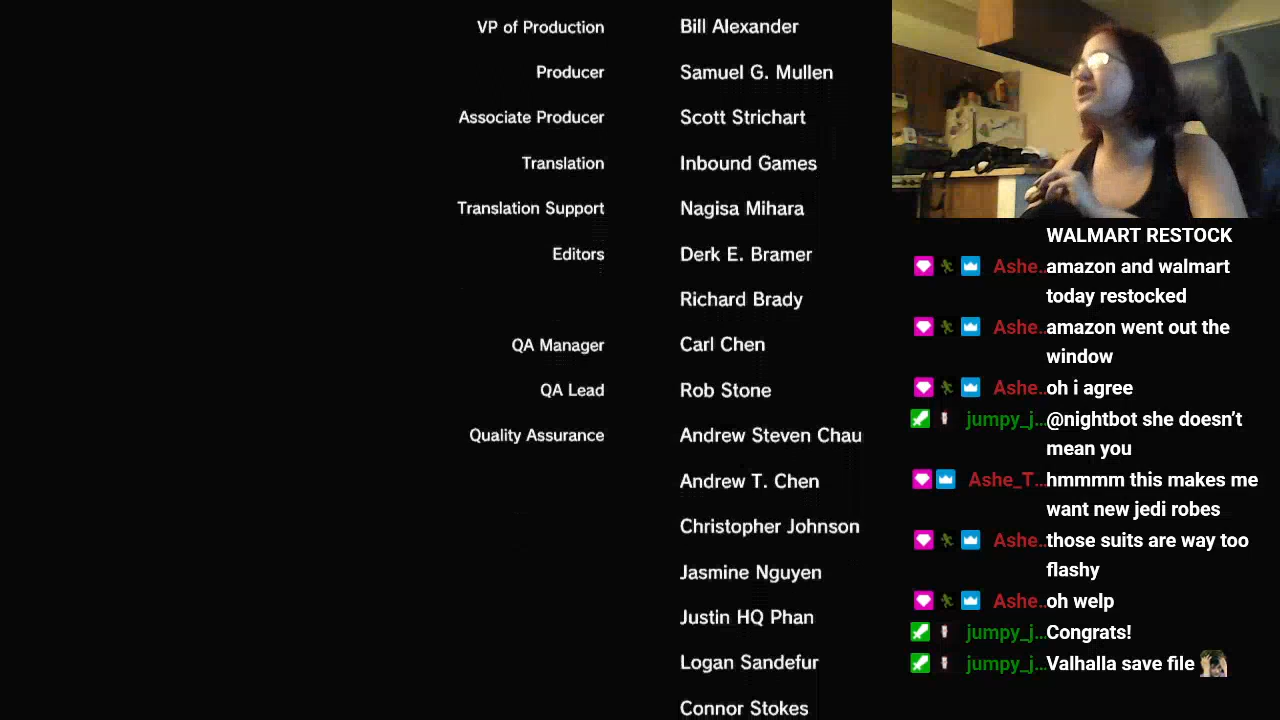 VP of Production Bill Alexander
Producer Samuel G. Mullen
Associate Producer Scott Strichart
Translation Inbound Games
Translation Support Nagisa Mihara
Editors Derk E. Bramer
Richard Brady
QA Manager Carl Chen
QA Lead Rob Stone
Quality Assurance Andrew Steven Chau
Andrew T. Chen
Christopher Johnson
Jasmine Nguyen
Justin HQ Phan
Logan Sandefur
Connor Stokes
WALMART RESTOCK
Ashe… amazon and walmart
today restocked
Ashe… amazon went out the
window
Ashe… oh i agree
jumpy_j… @nightbot she doesn’t
mean you
Ashe_T… hmmmm this makes me
want new jedi robes
Ashe… those suits are way too
flashy
Ashe… oh welp
jumpy_j… Congrats!
jumpy_j… Valhalla save file